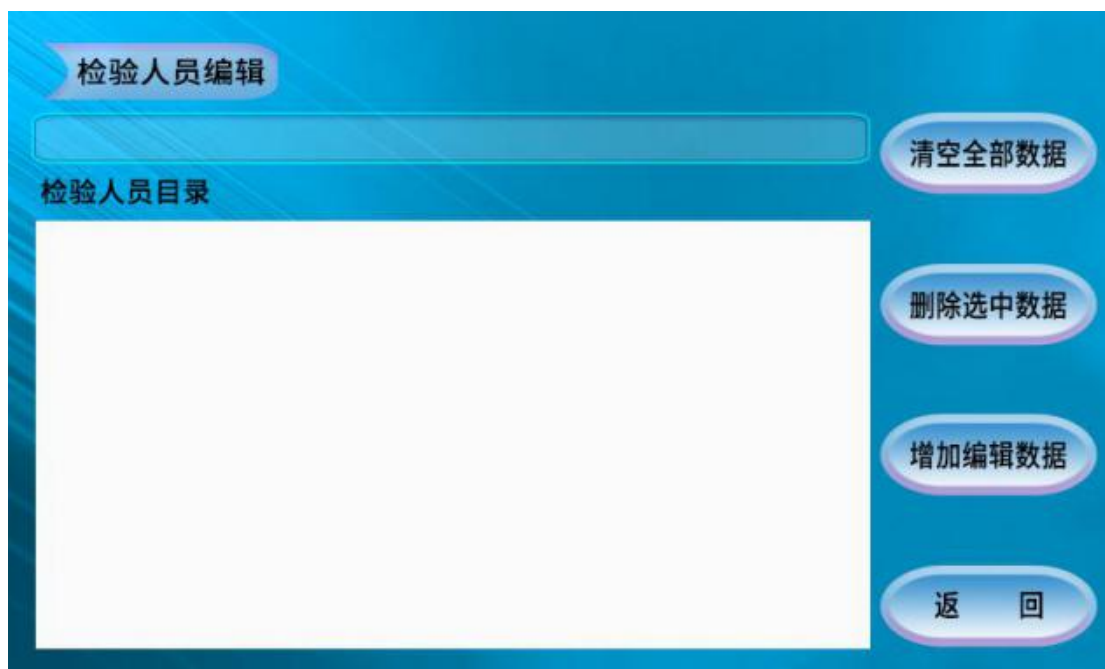 检验人员编辑
清空全部数据
检验人员目录
删除选中数据
增加编辑数据
返 回